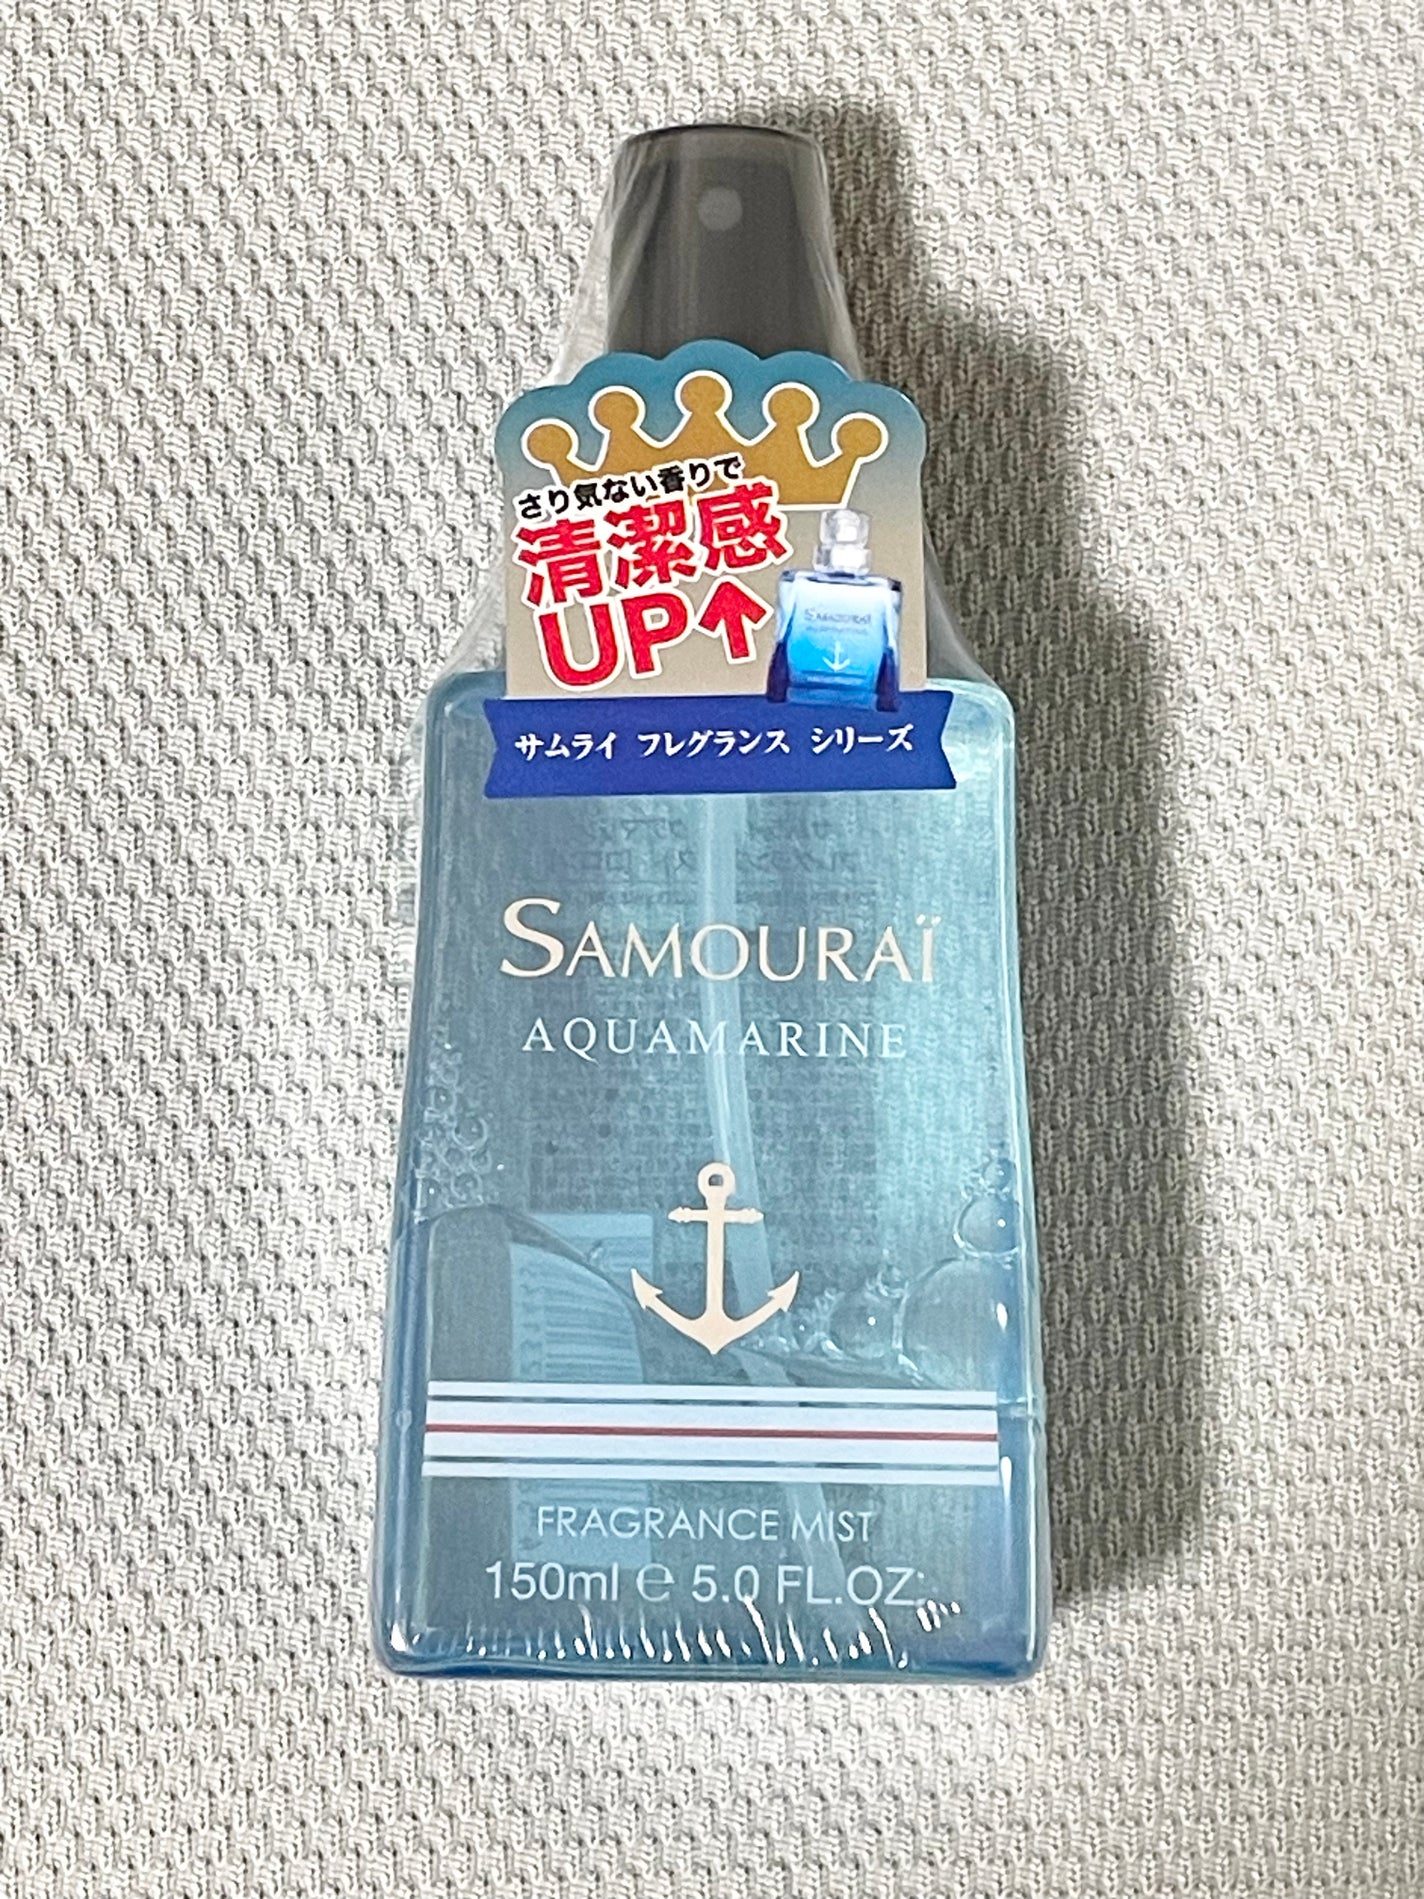 さり気ない香りで
清潔感
UP↑
SAMOURAÏ
サムライ フレグランス シリーズ
SAMOURAÏ
AQUAMARINE
FRAGRANCE MIST
150ml ℮ 5.0 FL.OZ.